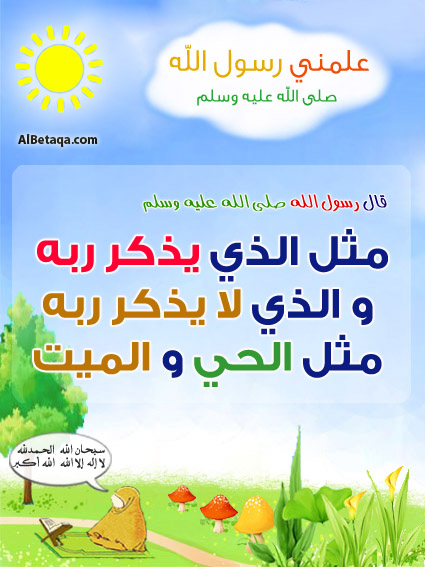 علمني رسول الله
صلى الله عليه وسلم
AlBetaqa.com
قال رسول الله صلى الله عليه وسلم
مثل الذي يذكر ربه
و الذي لا يذكر ربه
مثل الحي و الميت
سبحان الله الحمدلله
لا إله إلا الله الله أكبر